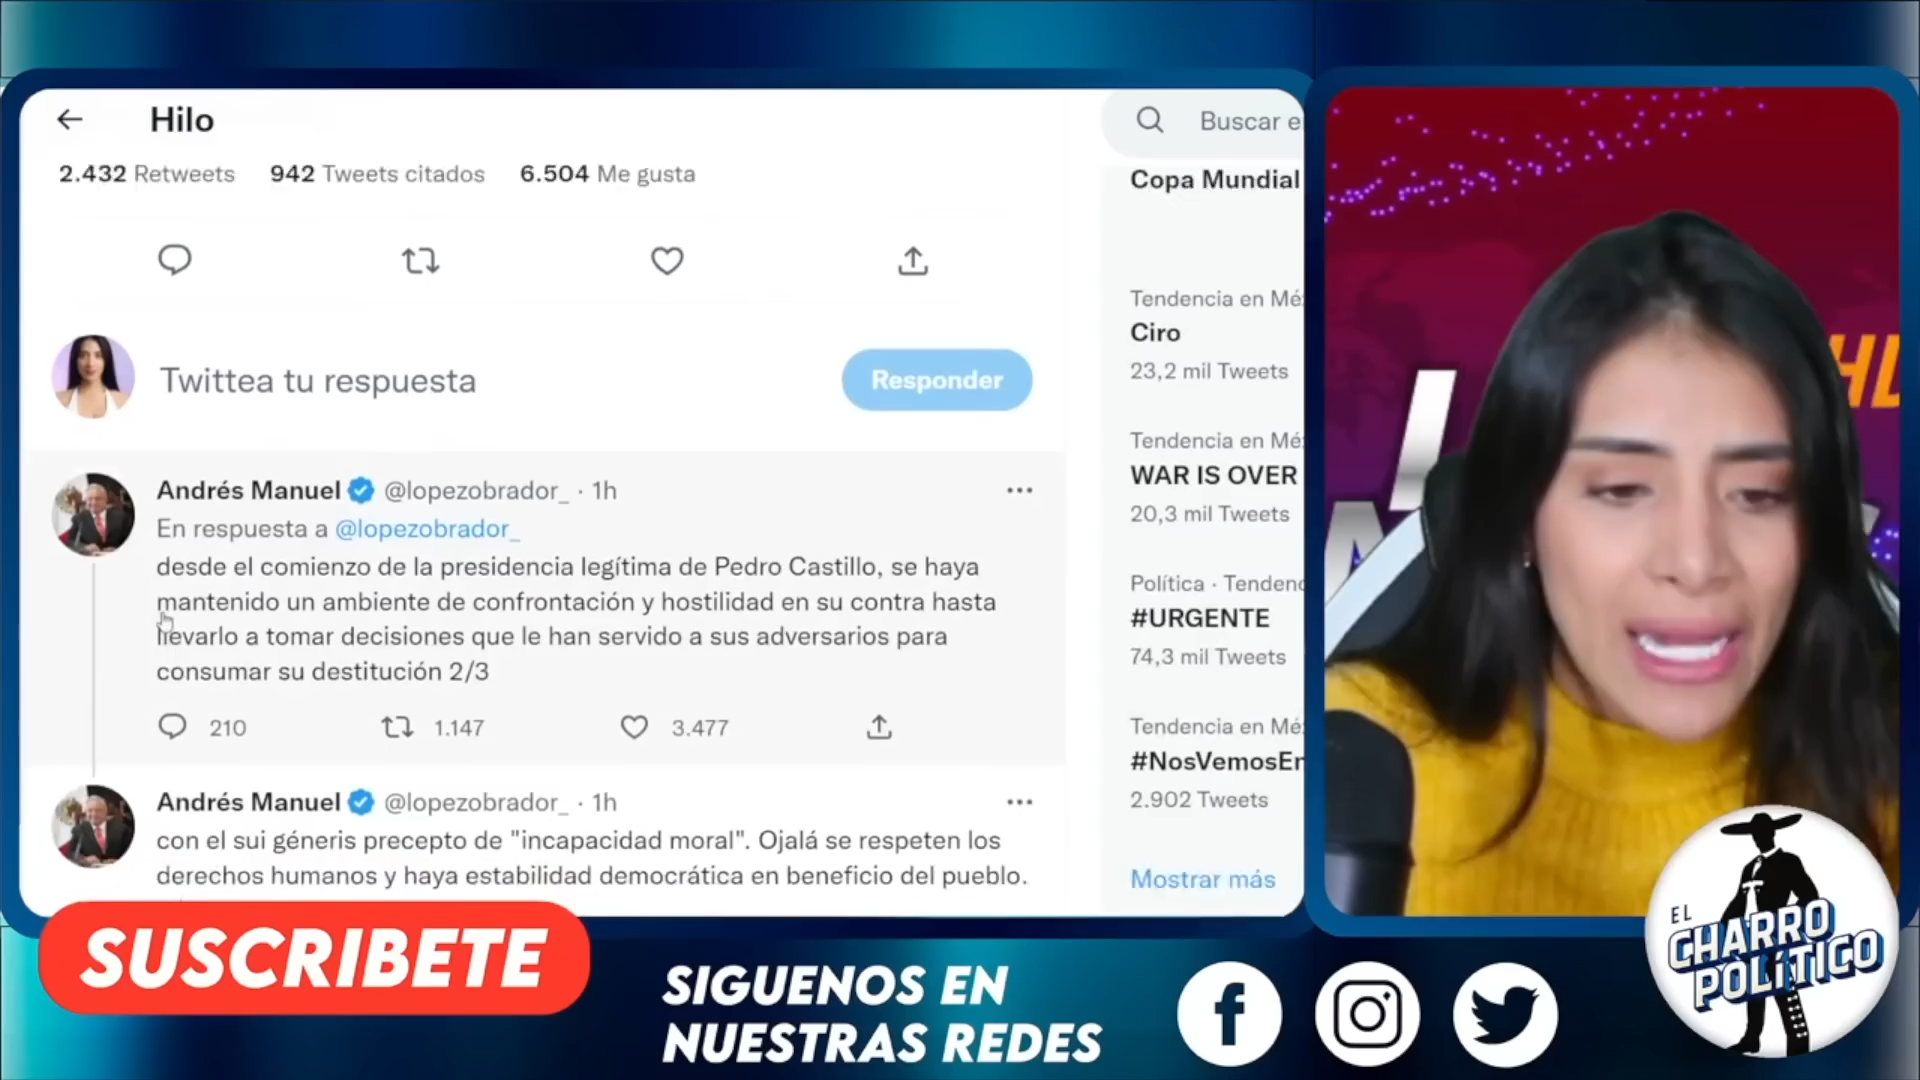 Hilo
2.432 Retweets 942 Tweets citados 6.504 Me gusta
Twittea tu respuesta
Responder
Andrés Manuel @lopezobrador_ · 1h
En respuesta a @lopezobrador_
desde el comienzo de la presidencia legítima de Pedro Castillo, se haya
mantenido un ambiente de confrontación y hostilidad en su contra hasta
llevarlo a tomar decisiones que le han servido a sus adversarios para
consumar su destitución 2/3
210 1.147 3.477
Andrés Manuel @lopezobrador_ · 1h
con el sui géneris precepto de "incapacidad moral". Ojalá se respeten los
derechos humanos y haya estabilidad democrática en beneficio del pueblo.
Buscar e
Copa Mundial
Tendencia en Mé
Ciro
23,2 mil Tweets
Tendencia en Mé
WAR IS OVER
20,3 mil Tweets
Política · Tendenc
#URGENTE
74,3 mil Tweets
Tendencia en Mé
#NosVemosEn
2.902 Tweets
Mostrar más
SUSCRIBETE
SIGUENOS EN
NUESTRAS REDES
EL
CHARRO
POLÍTICO